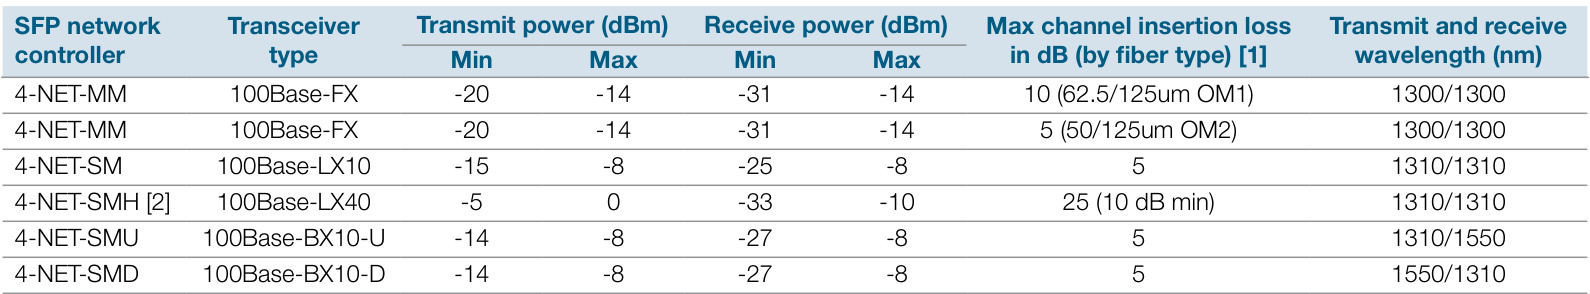 SFP network controller | Transceiver type | Transmit power (dBm) Min | Transmit power (dBm) Max | Receive power (dBm) Min | Receive power (dBm) Max | Max channel insertion loss in dB (by fiber type) [1] | Transmit and receive wavelength (nm)
4-NET-MM | 100Base-FX | -20 | -14 | -31 | -14 | 10 (62.5/125um OM1) | 1300/1300
4-NET-MM | 100Base-FX | -20 | -14 | -31 | -14 | 5 (50/125um OM2) | 1300/1300
4-NET-SM | 100Base-LX10 | -15 | -8 | -25 | -8 | 5 | 1310/1310
4-NET-SMH [2] | 100Base-LX40 | -5 | 0 | -33 | -10 | 25 (10 dB min) | 1310/1310
4-NET-SMU | 100Base-BX10-U | -14 | -8 | -27 | -8 | 5 | 1310/1550
4-NET-SMD | 100Base-BX10-D | -14 | -8 | -27 | -8 | 5 | 1550/1310